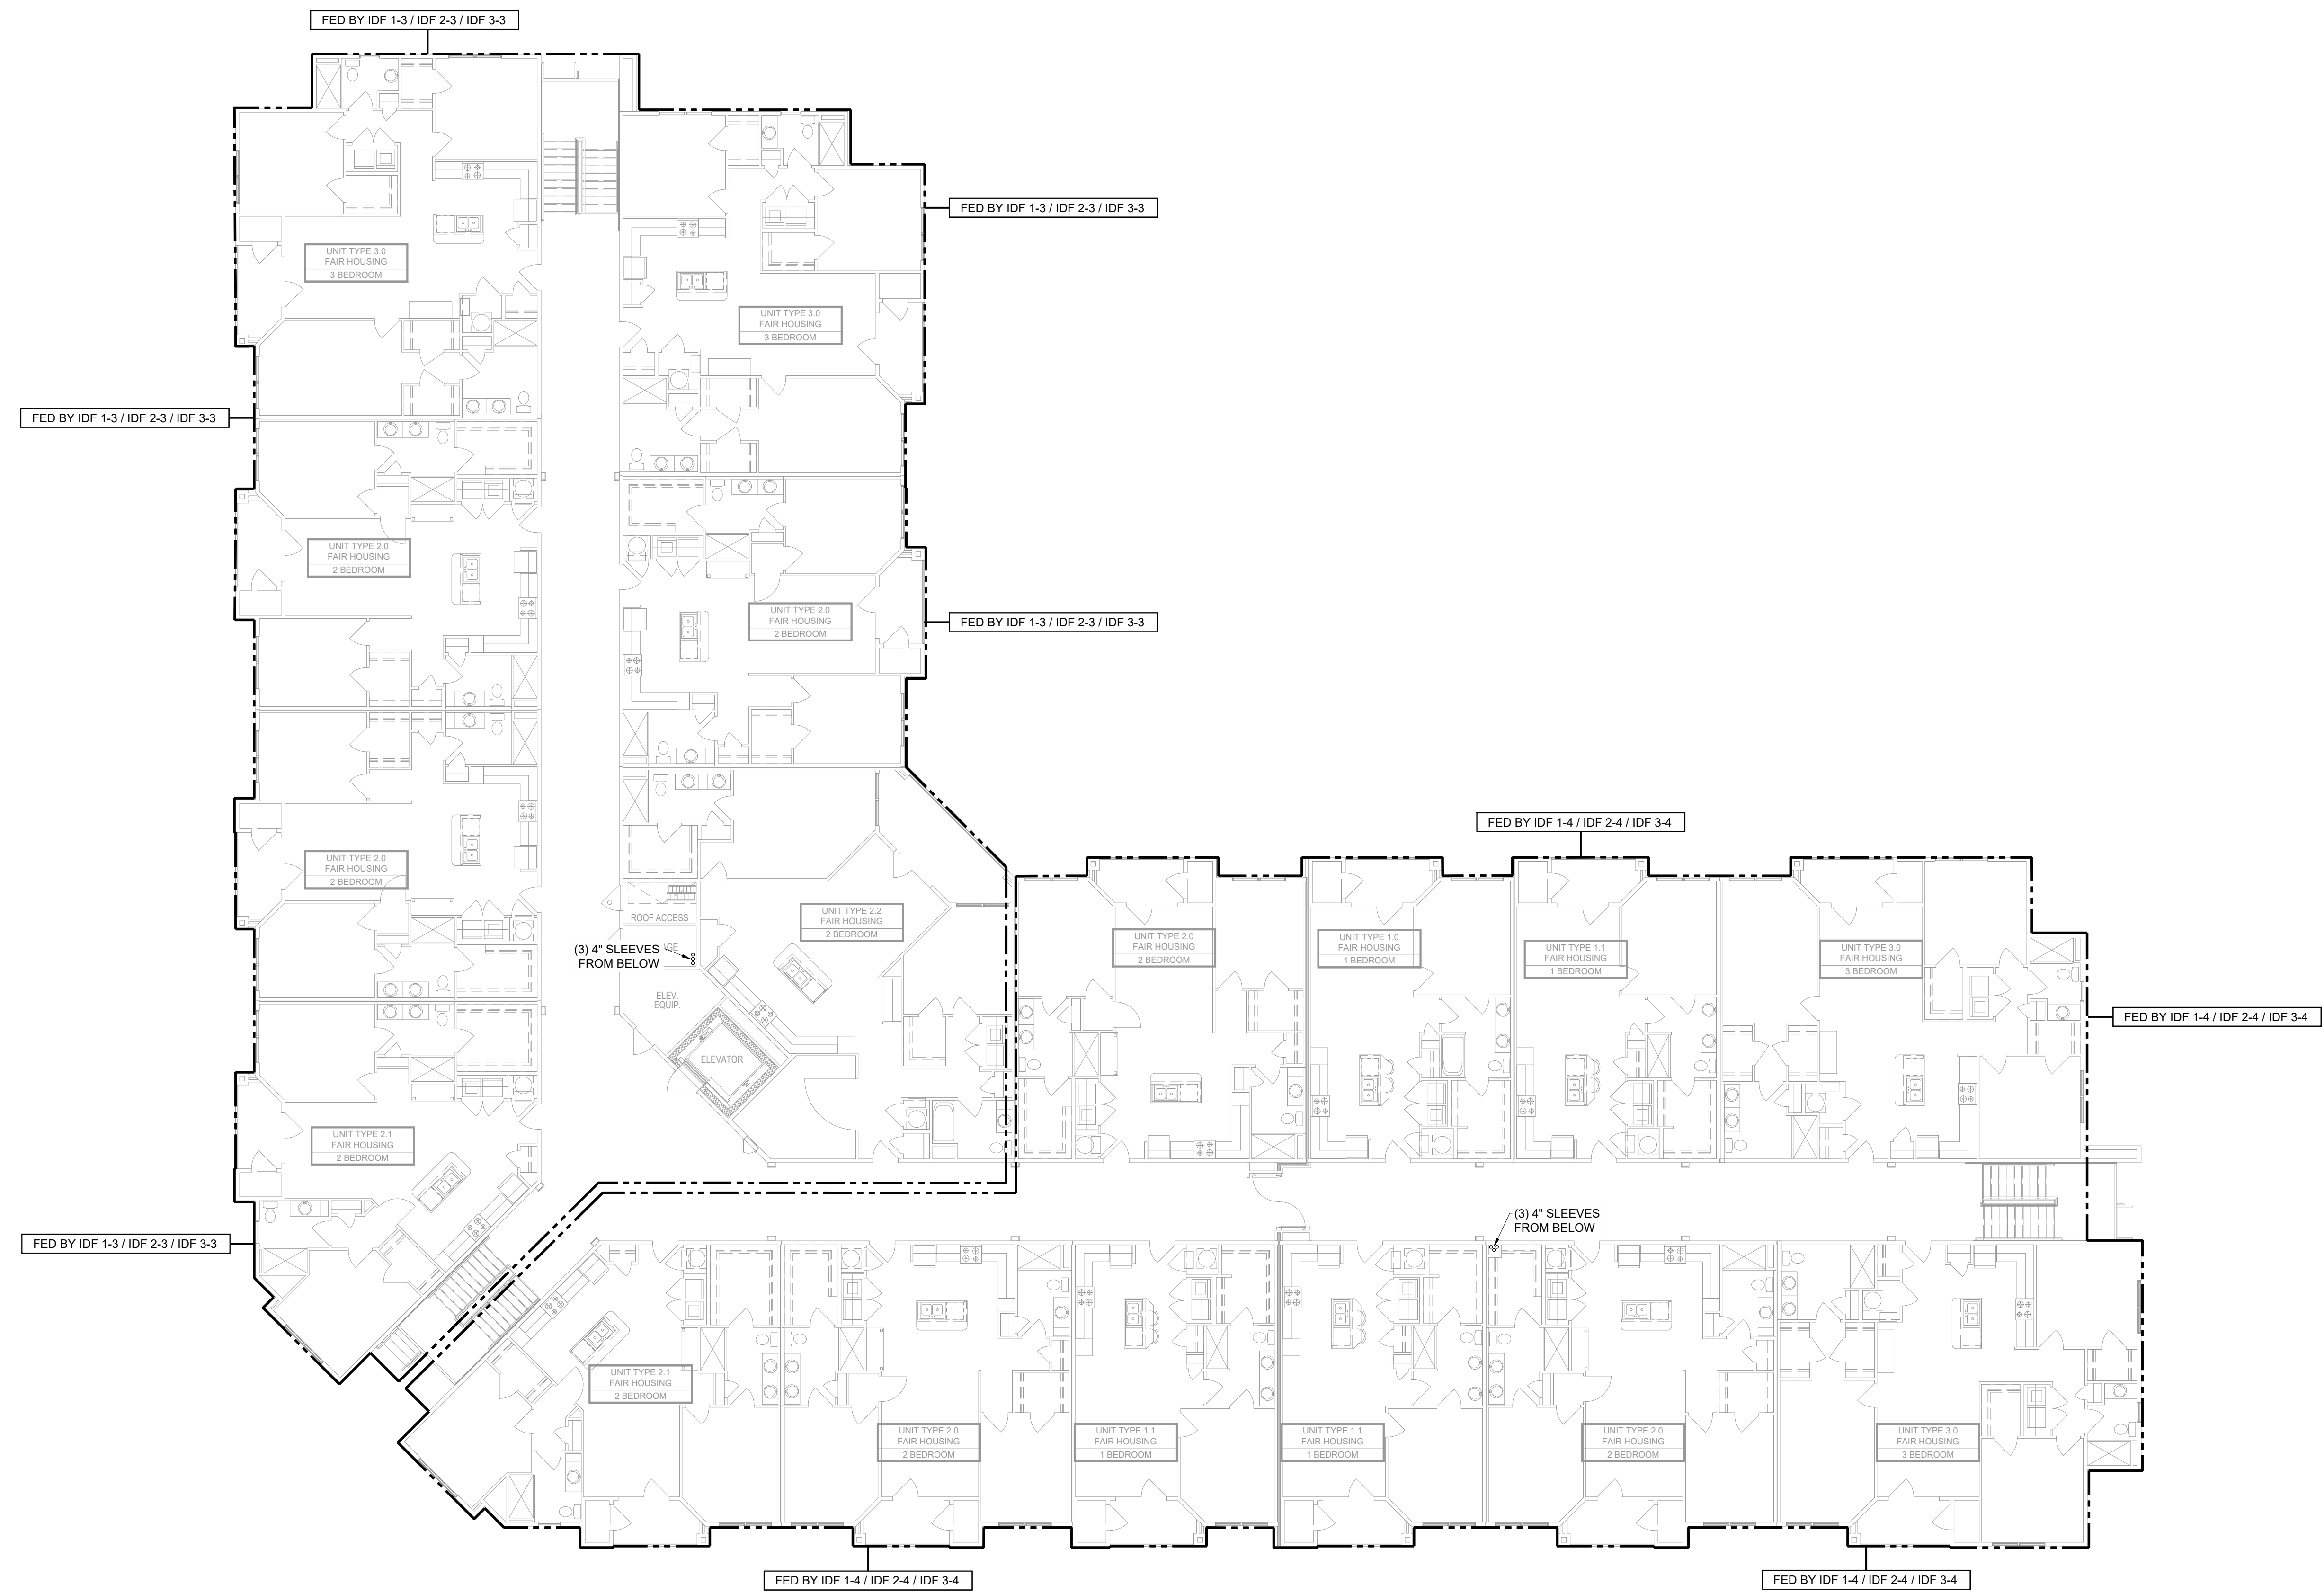 FED BY IDF 1-3 / IDF 2-3 / IDF 3-3
FED BY IDF 1-3 / IDF 2-3 / IDF 3-3
UNIT TYPE 3.0
FAIR HOUSING
3 BEDROOM
UNIT TYPE 3.0
FAIR HOUSING
3 BEDROOM
FED BY IDF 1-3 / IDF 2-3 / IDF 3-3
UNIT TYPE 2.0
FAIR HOUSING
2 BEDROOM
UNIT TYPE 2.0
FAIR HOUSING
2 BEDROOM
FED BY IDF 1-3 / IDF 2-3 / IDF 3-3
FED BY IDF 1-4 / IDF 2-4 / IDF 3-4
UNIT TYPE 2.0
FAIR HOUSING
2 BEDROOM
ROOF ACCESS
UNIT TYPE 2.2
FAIR HOUSING
2 BEDROOM
(3) 4" SLEEVES
FROM BELOW
UNIT TYPE 2.0
FAIR HOUSING
2 BEDROOM
UNIT TYPE 1.0
FAIR HOUSING
1 BEDROOM
UNIT TYPE 1.1
FAIR HOUSING
1 BEDROOM
UNIT TYPE 3.0
FAIR HOUSING
3 BEDROOM
ELEV.
EQUIP.
FED BY IDF 1-4 / IDF 2-4 / IDF 3-4
ELEVATOR
UNIT TYPE 2.1
FAIR HOUSING
2 BEDROOM
FED BY IDF 1-3 / IDF 2-3 / IDF 3-3
(3) 4" SLEEVES
FROM BELOW
UNIT TYPE 2.1
FAIR HOUSING
2 BEDROOM
UNIT TYPE 2.0
FAIR HOUSING
2 BEDROOM
UNIT TYPE 1.1
FAIR HOUSING
1 BEDROOM
UNIT TYPE 1.1
FAIR HOUSING
1 BEDROOM
UNIT TYPE 2.0
FAIR HOUSING
2 BEDROOM
UNIT TYPE 3.0
FAIR HOUSING
3 BEDROOM
FED BY IDF 1-4 / IDF 2-4 / IDF 3-4
FED BY IDF 1-4 / IDF 2-4 / IDF 3-4